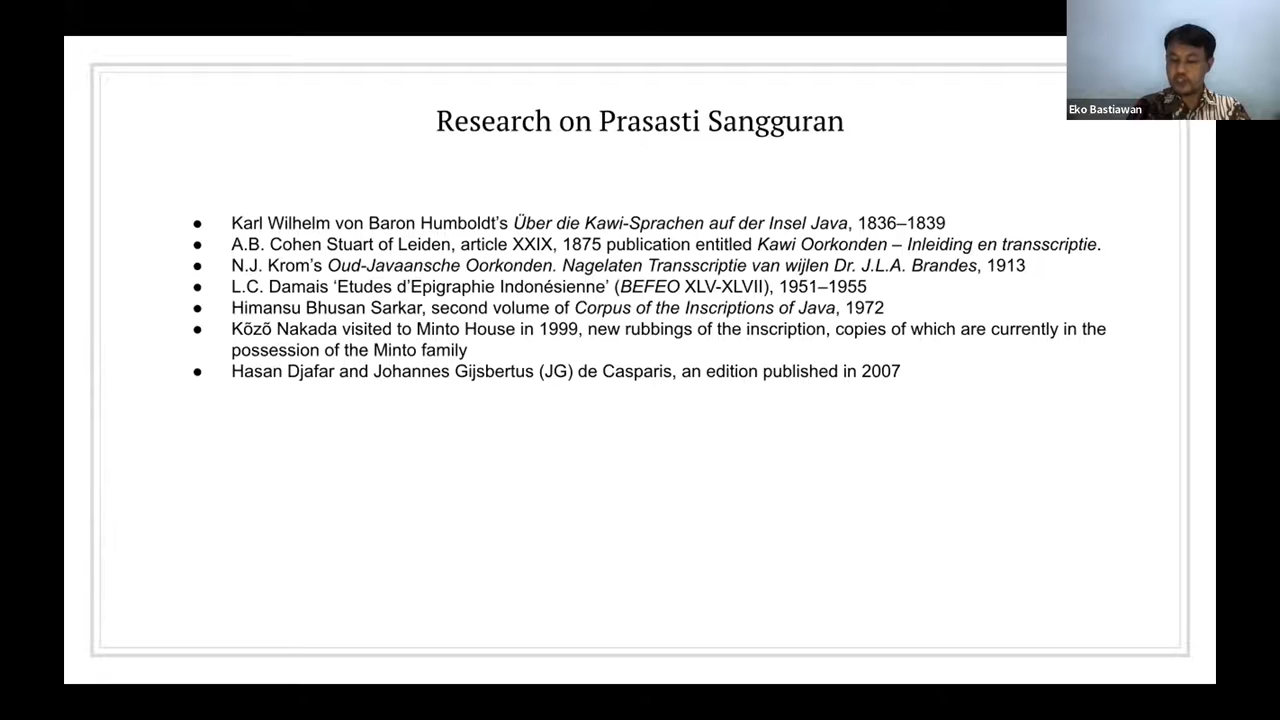 Eko Bastiawan
Research on Prasasti Sangguran
● Karl Wilhelm von Baron Humboldt’s Über die Kawi-Sprachen auf der Insel Java, 1836–1839
● A.B. Cohen Stuart of Leiden, article XXIX, 1875 publication entitled Kawi Oorkonden – Inleiding en transscriptie.
● N.J. Krom’s Oud-Javaansche Oorkonden. Nagelaten Transscriptie van wijlen Dr. J.L.A. Brandes, 1913
● L.C. Damais ‘Etudes d’Epigraphie Indonésienne’ (BEFEO XLV-XLVII), 1951–1955
● Himansu Bhusan Sarkar, second volume of Corpus of the Inscriptions of Java, 1972
● Kõzõ Nakada visited to Minto House in 1999, new rubbings of the inscription, copies of which are currently in the
possession of the Minto family
● Hasan Djafar and Johannes Gijsbertus (JG) de Casparis, an edition published in 2007